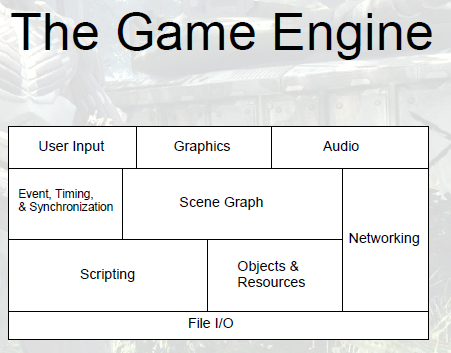 The Game Engine
User Input
Graphics
Audio
Event, Timing,
& Synchronization
Scene Graph
Networking
Scripting
Objects &
Resources
File I/O